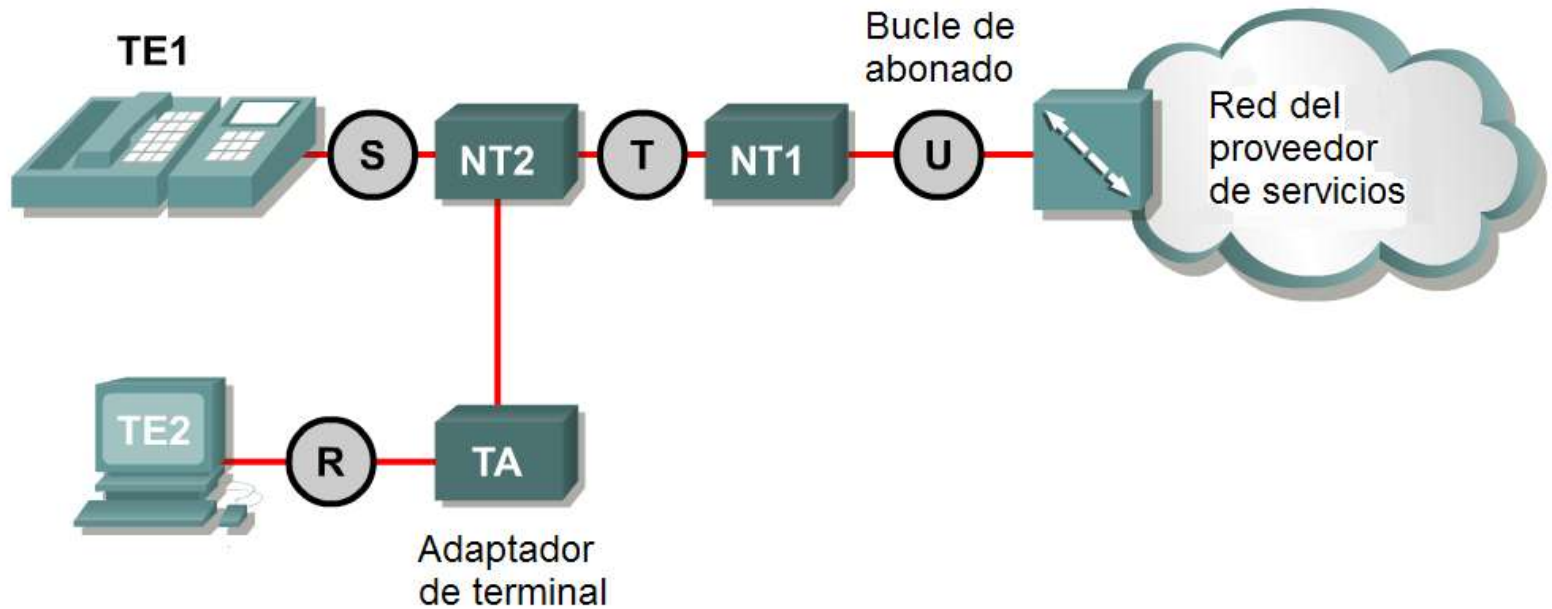 TE1
Bucle de
abonado
Red del
proveedor
de servicios
S
NT2
T
NT1
U
TE2
R
TA
Adaptador
de terminal